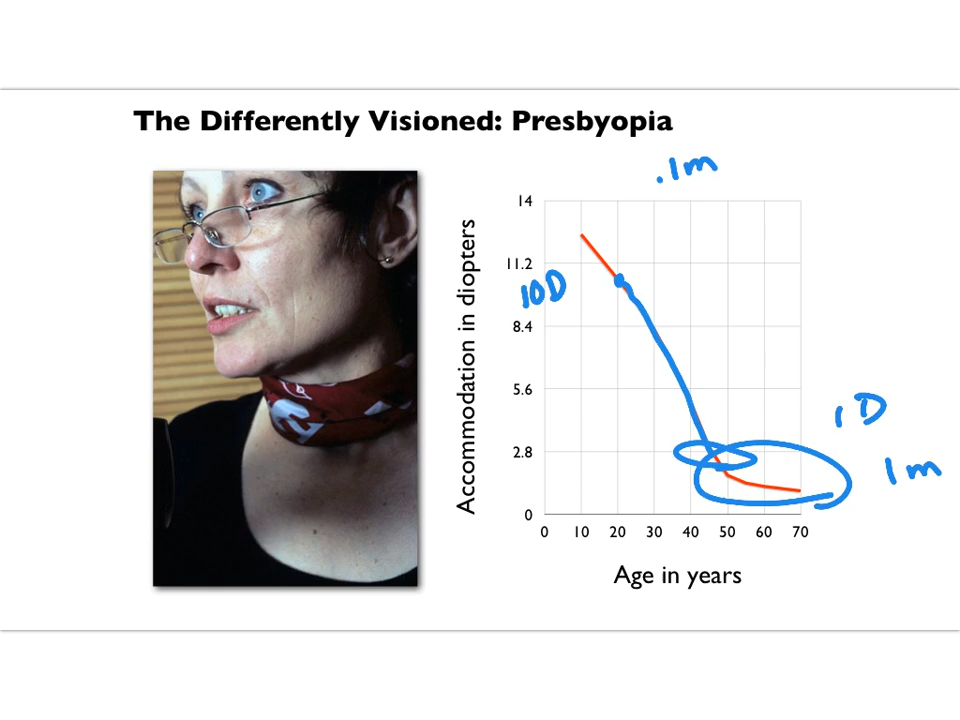 The Differently Visioned: Presbyopia
.1m
14
11.2
10D
8.4
5.6
1D
2.8
1m
0
0 10 20 30 40 50 60 70
Accommodation in diopters
Age in years